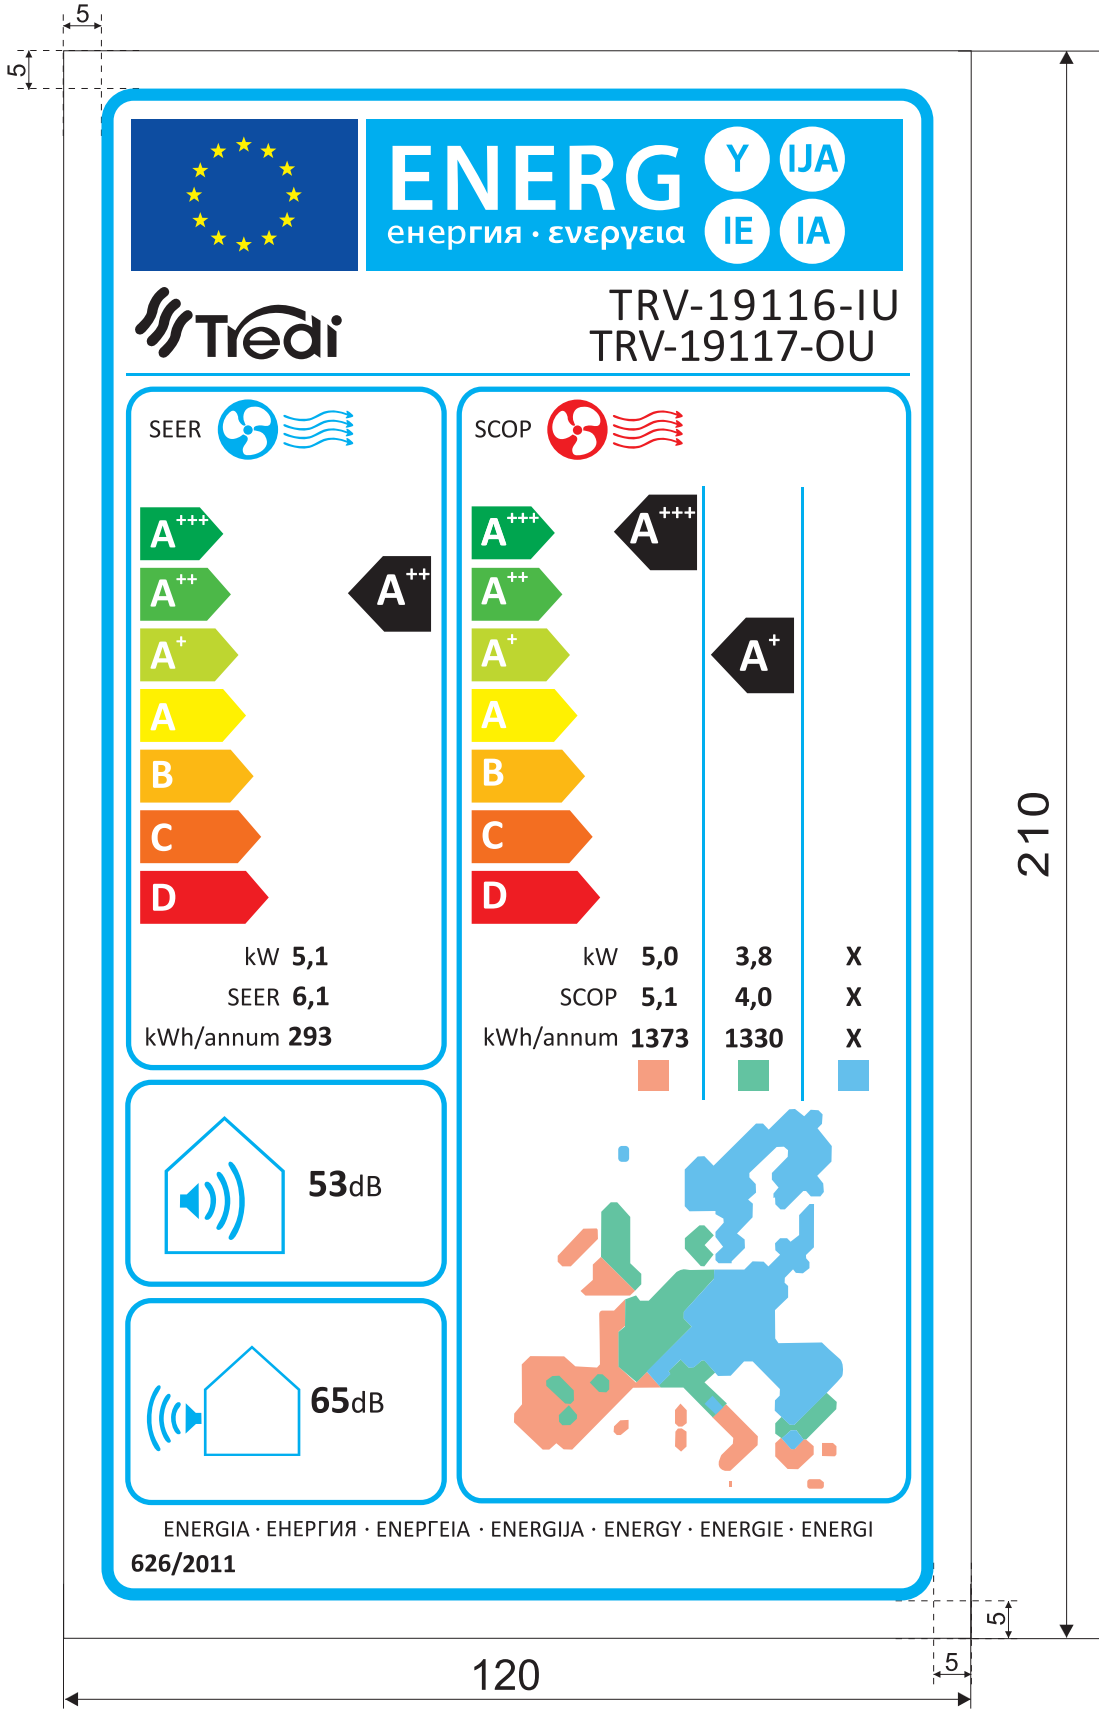 5
5
ENERG
Y IJA
IE IA
енергия · ενεργεια
Tredi
TRV-19116-IU
TRV-19117-OU
SEER
A+++
A++
A+
A
B
C
D
A++
kW 5,1
SEER 6,1
kWh/annum 293
SCOP
A+++
A++
A+
A
B
C
D
A+++
A+
kW 5,0 3,8 X
SCOP 5,1 4,0 X
kWh/annum 1373 1330 X
53dB
65dB
ENERGIA · ЕНЕРГИЯ · ΕΝΕΡΓΕΙΑ · ENERGIJA · ENERGY · ENERGIE · ENERGI
626/2011
210
5
5
120